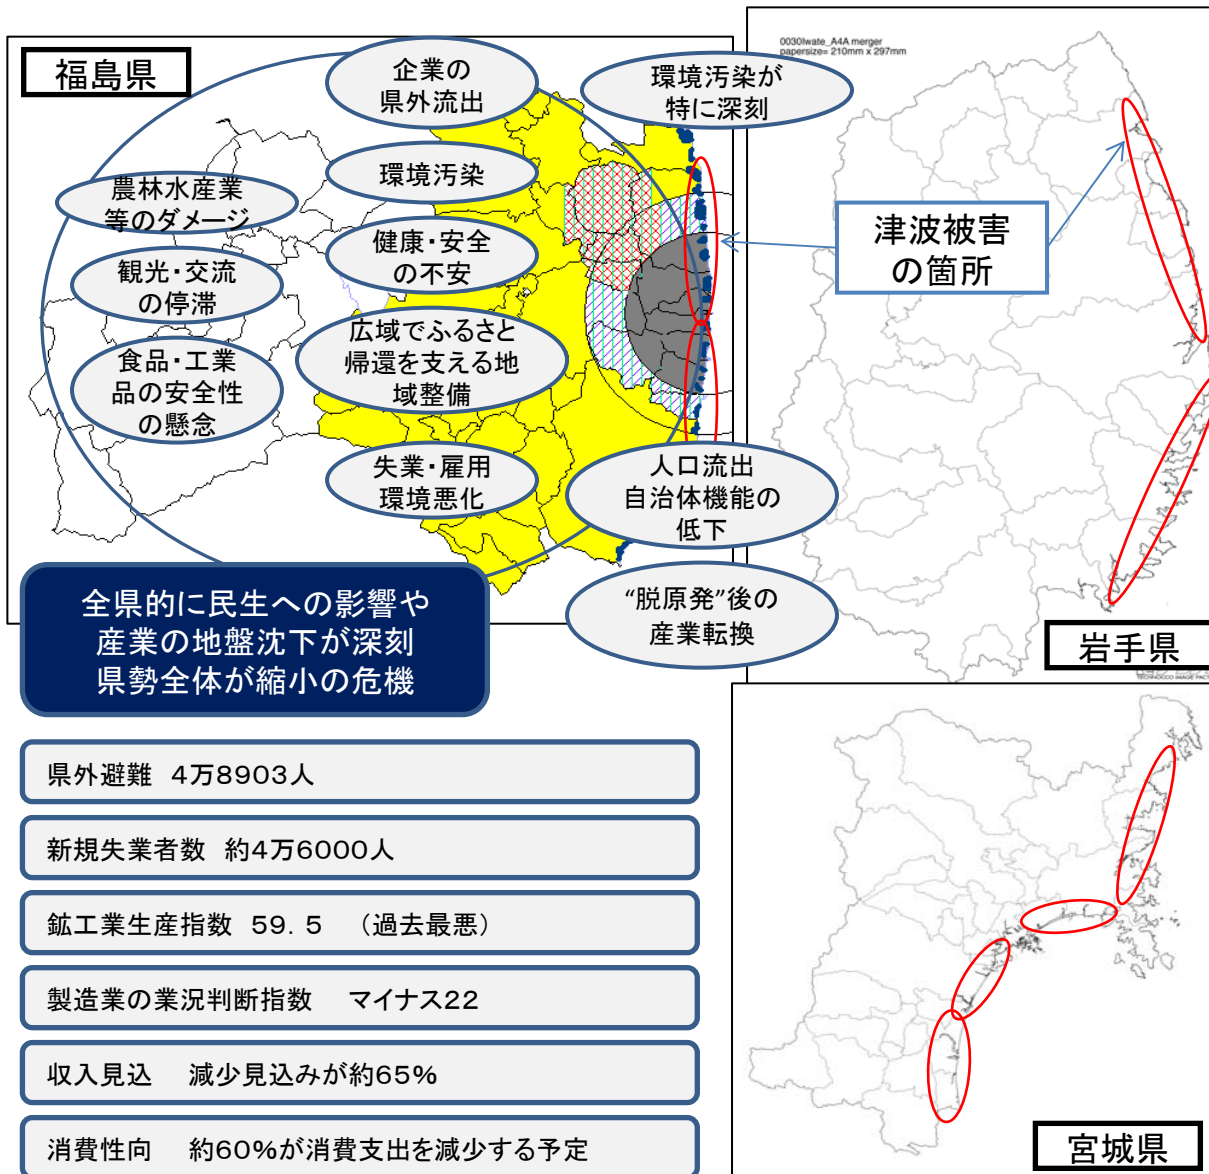 福島県
企業の
県外流出
環境汚染が
特に深刻
0030Iwate_A4A merger
papersize= 210mm x 297mm
農林水産業
等のダメージ
環境汚染
健康・安全
の不安
津波被害
の箇所
観光・交流
の停滞
広域でふるさと
帰還を支える地
域整備
食品・工業
品の安全性
の懸念
失業・雇用
環境悪化
人口流出
自治体機能の
低下
“脱原発”後の
産業転換
全県的に民生への影響や
産業の地盤沈下が深刻
県勢全体が縮小の危機
岩手県
TECHNOCCO IMAGE FACT
県外避難 4万8903人
新規失業者数 約4万6000人
鉱工業生産指数 59.5 (過去最悪)
製造業の業況判断指数 マイナス22
収入見込 減少見込みが約65%
消費性向 約60%が消費支出を減少する予定
宮城県